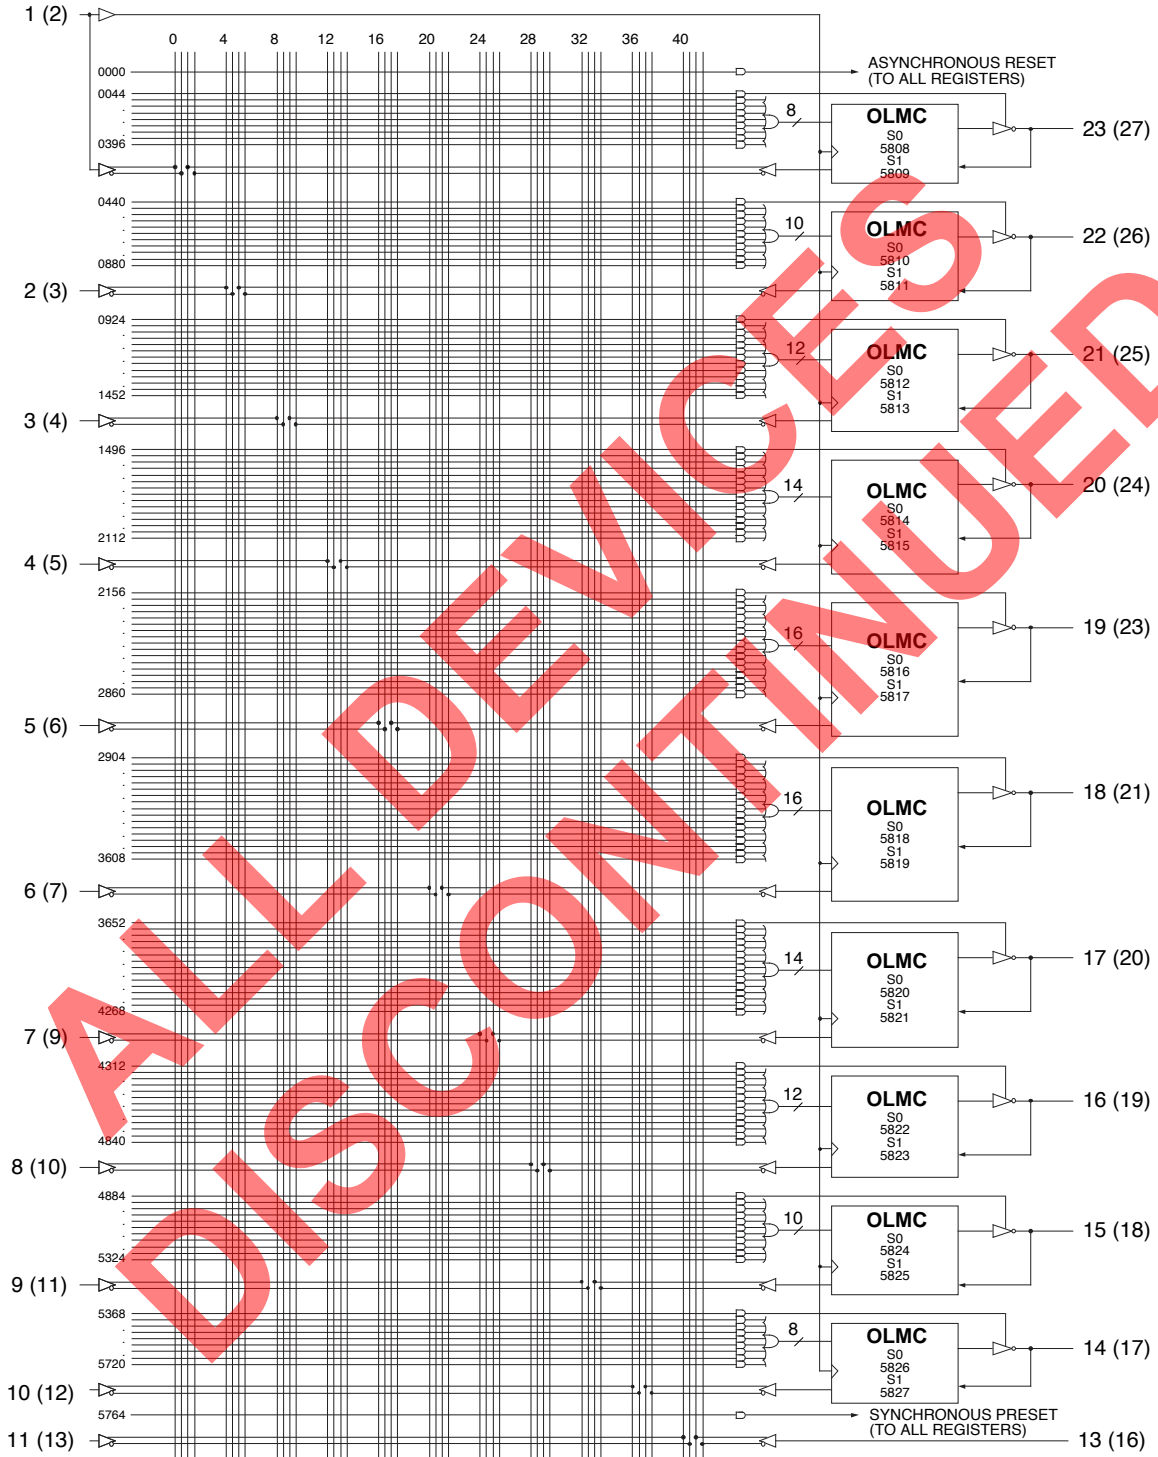 1 (2)
0 4 8 12 16 20 24 28 32 36 40
0000
ASYNCHRONOUS RESET
(TO ALL REGISTERS)
0044
.
.
.
0396
8
OLMC
S0
5808
S1
5809
23 (27)
0440
.
.
.
0880
10
OLMC
S0
5810
S1
5811
22 (26)
2 (3)
0924
.
.
.
1452
12
OLMC
S0
5812
S1
5813
21 (25)
3 (4)
1496
.
.
.
2112
14
OLMC
S0
5814
S1
5815
20 (24)
4 (5)
2156
.
.
.
2860
16
OLMC
S0
5816
S1
5817
19 (23)
5 (6)
2904
.
.
.
3608
16
OLMC
S0
5818
S1
5819
18 (21)
6 (7)
3652
.
.
.
4268
14
OLMC
S0
5820
S1
5821
17 (20)
7 (9)
4312
.
.
.
4840
12
OLMC
S0
5822
S1
5823
16 (19)
8 (10)
4884
.
.
.
5324
10
OLMC
S0
5824
S1
5825
15 (18)
9 (11)
5368
.
.
.
5720
8
OLMC
S0
5826
S1
5827
14 (17)
10 (12)
5764
SYNCHRONOUS PRESET
(TO ALL REGISTERS)
11 (13)
13 (16)
ALL DEVICES
DISCONTINUED